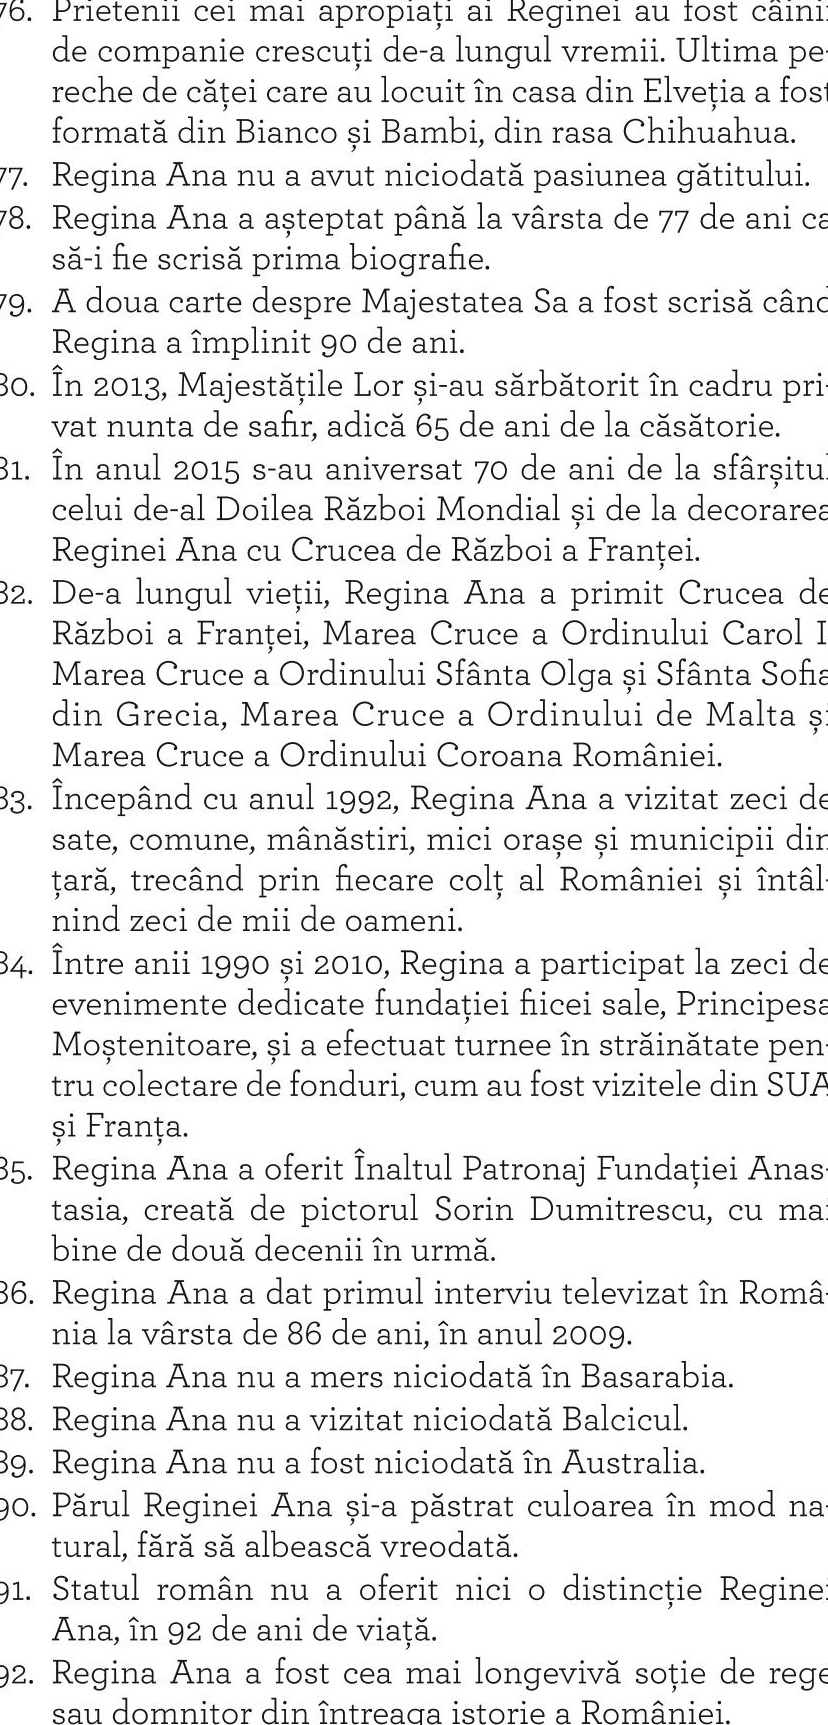 76. Prietenii cei mai apropiați ai Reginei au fost câinii
de companie crescuți de-a lungul vremii. Ultima pe-
reche de căței care au locuit în casa din Elveția a fost
formată din Bianco și Bambi, din rasa Chihuahua.
77. Regina Ana nu a avut niciodată pasiunea gătitului.
78. Regina Ana a așteptat până la vârsta de 77 de ani ca
să-i fie scrisă prima biografie.
79. A doua carte despre Majestatea Sa a fost scrisă când
Regina a împlinit 90 de ani.
80. În 2013, Majestățile Lor și-au sărbătorit în cadru pri-
vat nunta de safir, adică 65 de ani de la căsătorie.
81. În anul 2015 s-au aniversat 70 de ani de la sfârșitul
celui de-al Doilea Război Mondial și de la decorarea
Reginei Ana cu Crucea de Război a Franței.
82. De-a lungul vieții, Regina Ana a primit Crucea de
Război a Franței, Marea Cruce a Ordinului Carol I
Marea Cruce a Ordinului Sfânta Olga și Sfânta Sofia
din Grecia, Marea Cruce a Ordinului de Malta și
Marea Cruce a Ordinului Coroana României.
83. Începând cu anul 1992, Regina Ana a vizitat zeci de
sate, comune, mânăstiri, mici orașe și municipii din
țară, trecând prin fiecare colț al României și întâl-
nind zeci de mii de oameni.
84. Între anii 1990 și 2010, Regina a participat la zeci de
evenimente dedicate fundației fiicei sale, Principesa
Moștenitoare, și a efectuat turnee în străinătate pen-
tru colectare de fonduri, cum au fost vizitele din SUA
și Franța.
85. Regina Ana a oferit Înaltul Patronaj Fundației Anas-
tasia, creată de pictorul Sorin Dumitrescu, cu mai
bine de două decenii în urmă.
86. Regina Ana a dat primul interviu televizat în Româ-
nia la vârsta de 86 de ani, în anul 2009.
87. Regina Ana nu a mers niciodată în Basarabia.
88. Regina Ana nu a vizitat niciodată Balcicul.
89. Regina Ana nu a fost niciodată în Australia.
90. Părul Reginei Ana și-a păstrat culoarea în mod na-
tural, fără să albească vreodată.
91. Statul român nu a oferit nici o distincție Reginei
Ana, în 92 de ani de viață.
92. Regina Ana a fost cea mai longevivă soție de rege
sau domnitor din întreaga istorie a României.